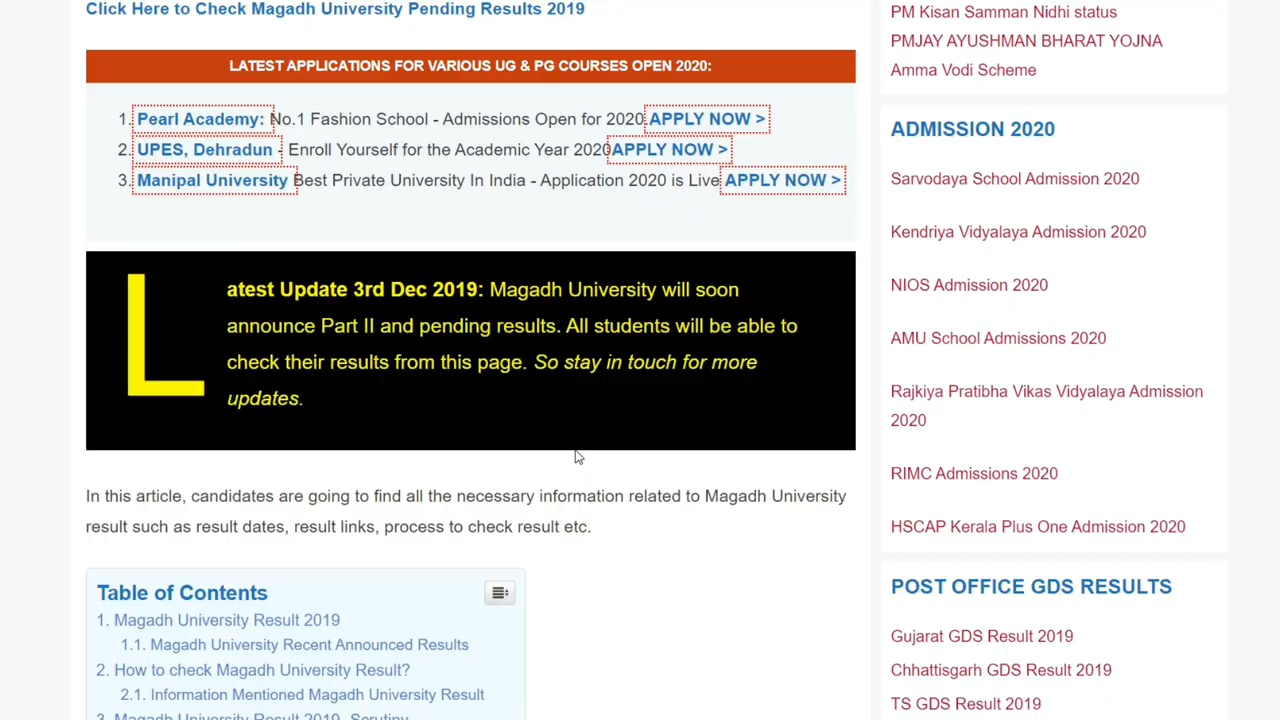 Click Here to Check Magadh University Pending Results 2019
LATEST APPLICATIONS FOR VARIOUS UG & PG COURSES OPEN 2020:
1. Pearl Academy: No.1 Fashion School - Admissions Open for 2020 APPLY NOW >
2. UPES, Dehradun - Enroll Yourself for the Academic Year 2020 APPLY NOW >
3. Manipal University Best Private University In India - Application 2020 is Live APPLY NOW >
Latest Update 3rd Dec 2019: Magadh University will soon
announce Part II and pending results. All students will be able to
check their results from this page. So stay in touch for more
updates.
In this article, candidates are going to find all the necessary information related to Magadh University
result such as result dates, result links, process to check result etc.
Table of Contents
1. Magadh University Result 2019
1.1. Magadh University Recent Announced Results
2. How to check Magadh University Result?
2.1. Information Mentioned Magadh University Result
3. Magadh University Result 2019- Scrutiny
PM Kisan Samman Nidhi status
PMJAY AYUSHMAN BHARAT YOJNA
Amma Vodi Scheme
ADMISSION 2020
Sarvodaya School Admission 2020
Kendriya Vidyalaya Admission 2020
NIOS Admission 2020
AMU School Admissions 2020
Rajkiya Pratibha Vikas Vidyalaya Admission
2020
RIMC Admissions 2020
HSCAP Kerala Plus One Admission 2020
POST OFFICE GDS RESULTS
Gujarat GDS Result 2019
Chhattisgarh GDS Result 2019
TS GDS Result 2019